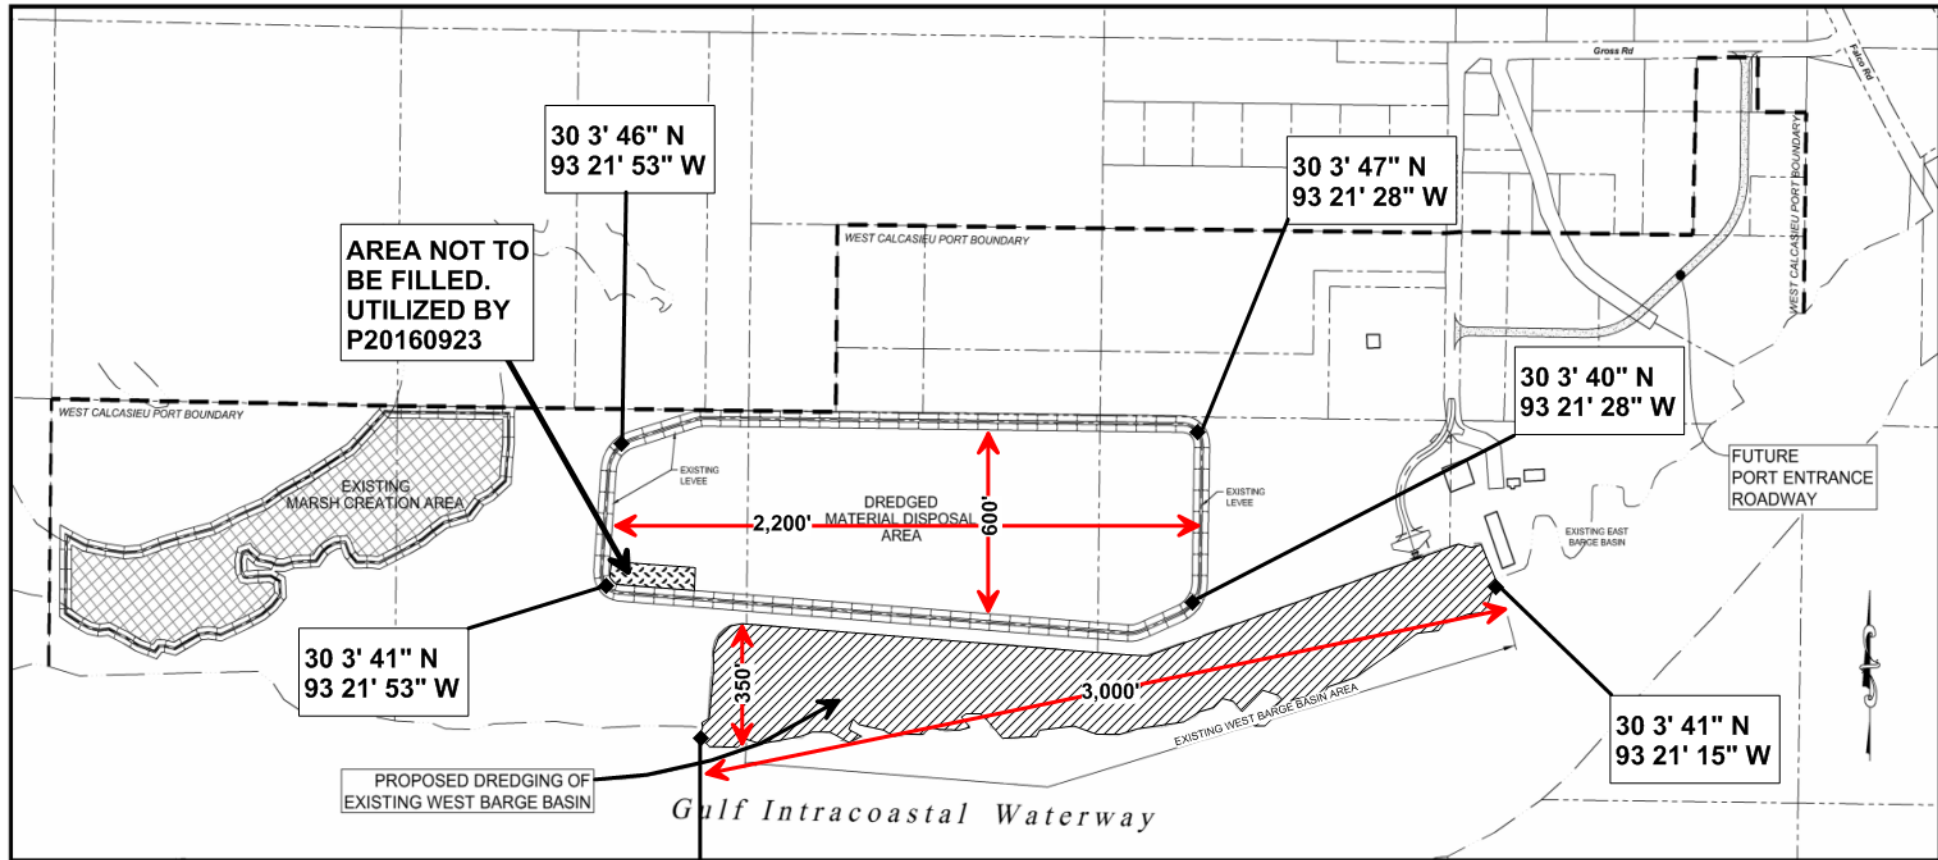 Gross Rd
Falco Rd
30 3' 46" N
93 21' 53" W
30 3' 47" N
93 21' 28" W
WEST CALCASIEU PORT BOUNDARY
WEST CALCASIEU PORT BOUNDARY
AREA NOT TO
BE FILLED.
UTILIZED BY
P20160923
30 3' 40" N
93 21' 28" W
WEST CALCASIEU PORT BOUNDARY
EXISTING
MARSH CREATION AREA
EXISTING
LEVEE
DREDGED
MATERIAL DISPOSAL
AREA
2,200'
600'
EXISTING
LEVEE
FUTURE
PORT ENTRANCE
ROADWAY
EXISTING EAST
BARGE BASIN
30 3' 41" N
93 21' 53" W
350'
3,000'
EXISTING WEST BARGE BASIN AREA
30 3' 41" N
93 21' 15" W
PROPOSED DREDGING OF
EXISTING WEST BARGE BASIN
Gulf Intracoastal Waterway